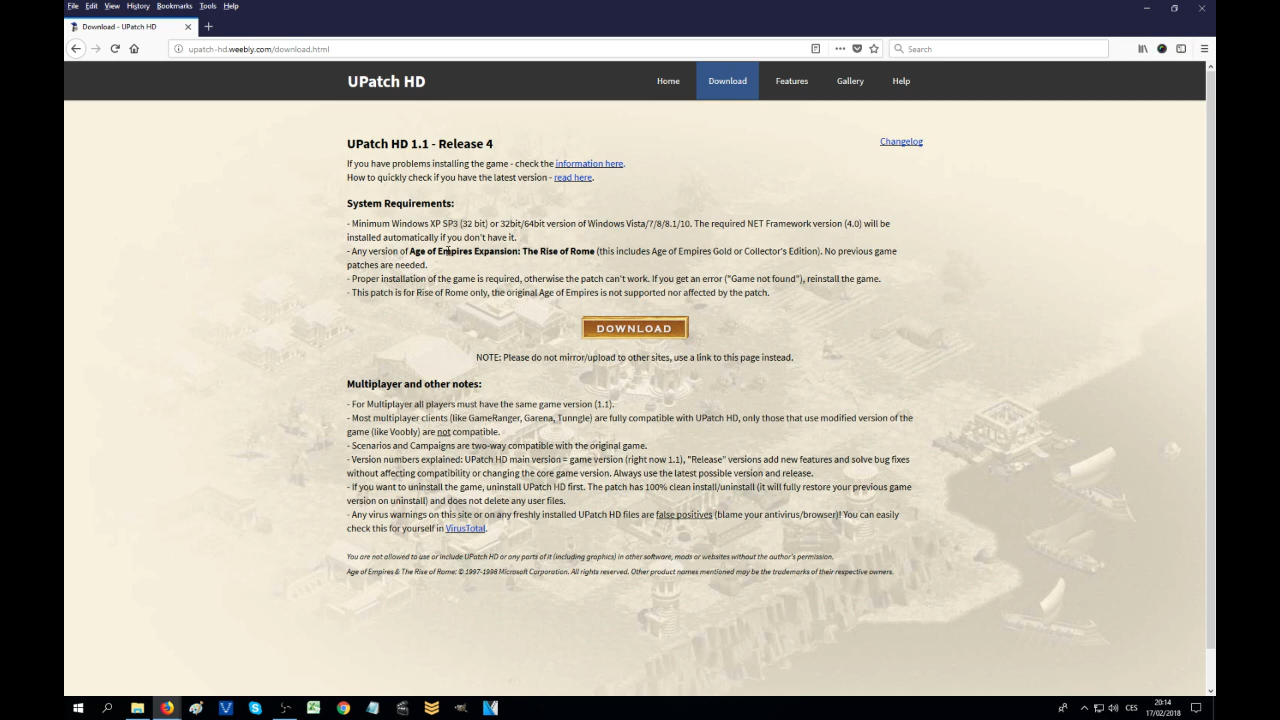 File Edit View History Bookmarks Tools Help
Download - UPatch HD
upatch-hd.weebly.com/download.html
Search
UPatch HD
Home Download Features Gallery Help
UPatch HD 1.1 - Release 4
Changelog
If you have problems installing the game - check the information here.
How to quickly check if you have the latest version - read here.
System Requirements:
- Minimum Windows XP SP3 (32 bit) or 32bit/64bit version of Windows Vista/7/8/8.1/10. The required NET Framework version (4.0) will be
installed automatically if you don't have it.
- Any version of Age of Empires Expansion: The Rise of Rome (this includes Age of Empires Gold or Collector's Edition). No previous game
patches are needed.
- Proper installation of the game is required, otherwise the patch can't work. If you get an error ("Game not found"), reinstall the game.
- This patch is for Rise of Rome only, the original Age of Empires is not supported nor affected by the patch.
DOWNLOAD
NOTE: Please do not mirror/upload to other sites, use a link to this page instead.
Multiplayer and other notes:
- For Multiplayer all players must have the same game version (1.1).
- Most multiplayer clients (like GameRanger, Garena, Tunngle) are fully compatible with UPatch HD, only those that use modified version of the
game (like Voobly) are not compatible.
- Scenarios and Campaigns are two-way compatible with the original game.
- Version numbers explained: UPatch HD main version = game version (right now 1.1), "Release" versions add new features and solve bug fixes
without affecting compatibility or changing the core game version. Always use the latest possible version and release.
- If you want to uninstall the game, uninstall UPatch HD first. The patch has 100% clean install/uninstall (it will fully restore your previous game
version on uninstall) and does not delete any user files.
- Any virus warnings on this site or on any freshly installed UPatch HD files are false positives (blame your antivirus/browser)! You can easily
check this for yourself in VirusTotal.
You are not allowed to use or include UPatch HD or any parts of it (including graphics) in other software, mods or websites without the author's permission.
Age of Empires & The Rise of Rome: © 1997-1998 Microsoft Corporation. All rights reserved. Other product names mentioned may be the trademarks of their respective owners.
CES
20:14
17/02/2018